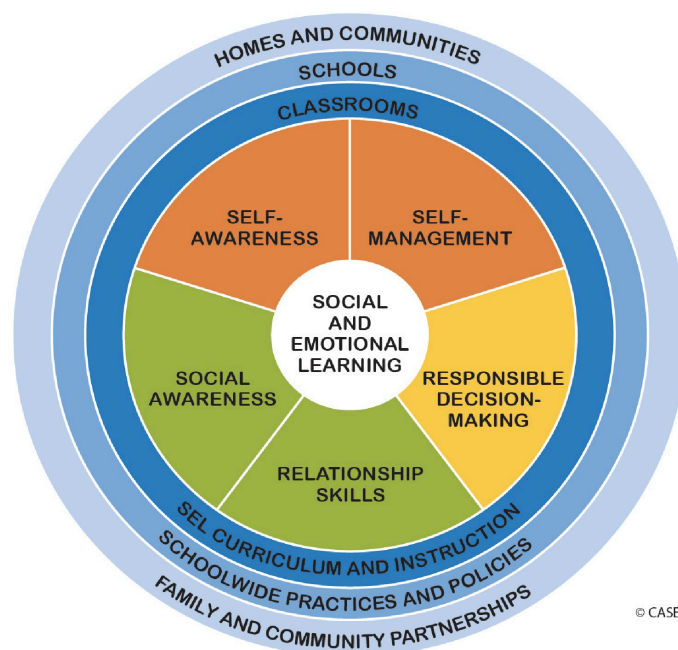 HOMES AND COMMUNITIES
SCHOOLS
CLASSROOMS
SELF-
AWARENESS
SELF-
MANAGEMENT
SOCIAL
AND
EMOTIONAL
LEARNING
SOCIAL
AWARENESS
RESPONSIBLE
DECISION-
MAKING
RELATIONSHIP
SKILLS
SEL CURRICULUM AND INSTRUCTION
SCHOOLWIDE PRACTICES AND POLICIES
FAMILY AND COMMUNITY PARTNERSHIPS
© CASE